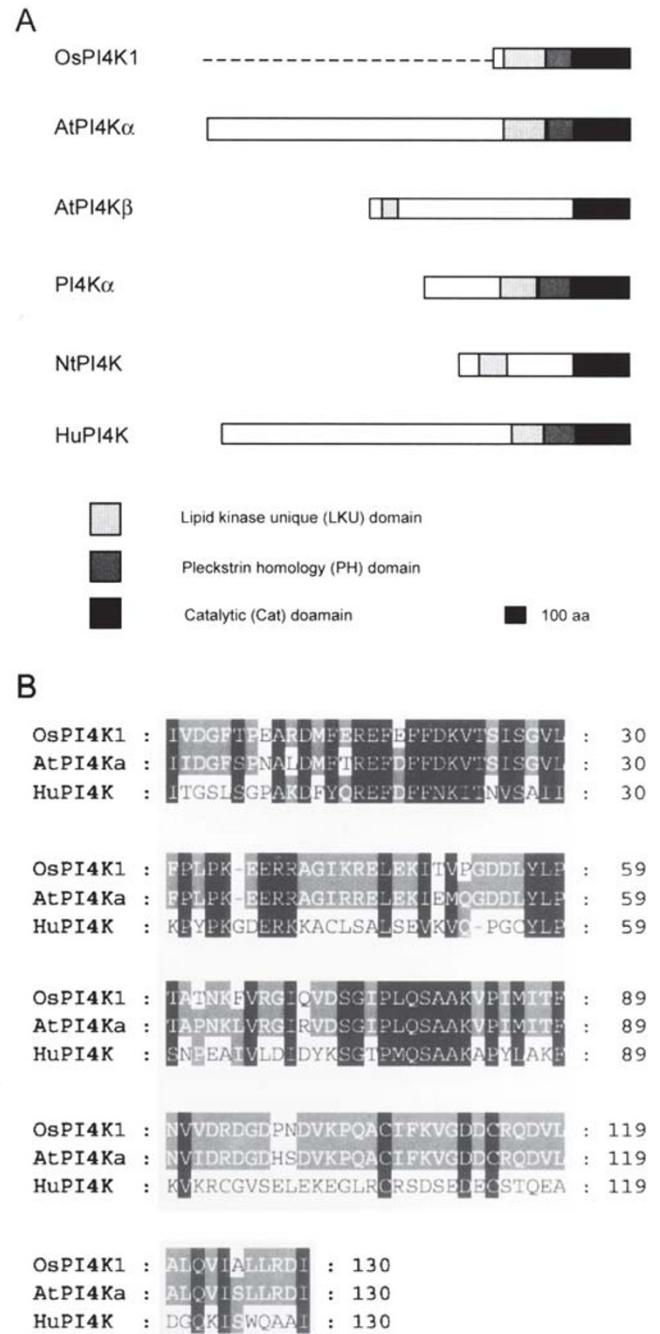 A
OsPI4K1
AtPI4Kα
AtPI4Kβ
PI4Kα
NtPI4K
HuPI4K
Lipid kinase unique (LKU) domain
Pleckstrin homology (PH) domain
Catalytic (Cat) doamain
100 aa
B
OsPI4K1 : IVDGFTPEARDMFEREFEFFDKVTSISGVL : 30
AtPI4Ka : IIDGFSPNALDMFTREFDFFDKVTSISGVL : 30
HuPI4K : ITGSLSGPAKDFYQREFDFFNKITNVSAII : 30
OsPI4K1 : FPLPK-EERRAGIKRELEKITVPGDDLYLP : 59
AtPI4Ka : FPLPK-EERRAGIRRELEKIEMQGDDLYLP : 59
HuPI4K : KPYPKGDERKKACLSALSEVKVQ-PGCYLP : 59
OsPI4K1 : TATNKFVRGIQVDSGIPLQSAAKVPIMITF : 89
AtPI4Ka : TAPNKLVRGIRVDSGIPLQSAAKVPIMITF : 89
HuPI4K : SNPEAIVLDIDYKSGTPMQSAAKAPYLAKF : 89
OsPI4K1 : NVVDRDGDPNDVKPQACIFKVGDDCRQDVL : 119
AtPI4Ka : NVIDRDGDHSDVKPQACIFKVGDDCRQDVL : 119
HuPI4K : KVKRCGVSELEKEGLRCRSDSEDECSTQEA : 119
OsPI4K1 : ALQVIALLRDI : 130
AtPI4Ka : ALQVISLLRDI : 130
HuPI4K : DGQKISWQAAI : 130